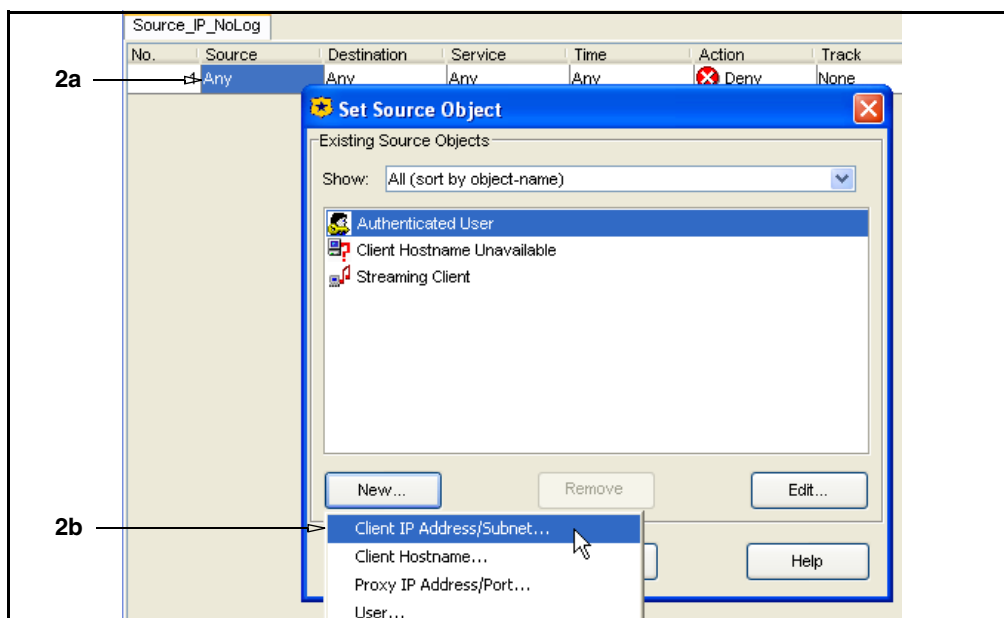 Source_IP_NoLog
No. Source Destination Service Time Action Track
2a 1 Any Any Any Any Deny None
Set Source Object
Existing Source Objects
Show: All (sort by object-name)
Authenticated User
Client Hostname Unavailable
Streaming Client
New... Remove Edit...
2b Client IP Address/Subnet...
Client Hostname...
Help
Proxy IP Address/Port...
User...